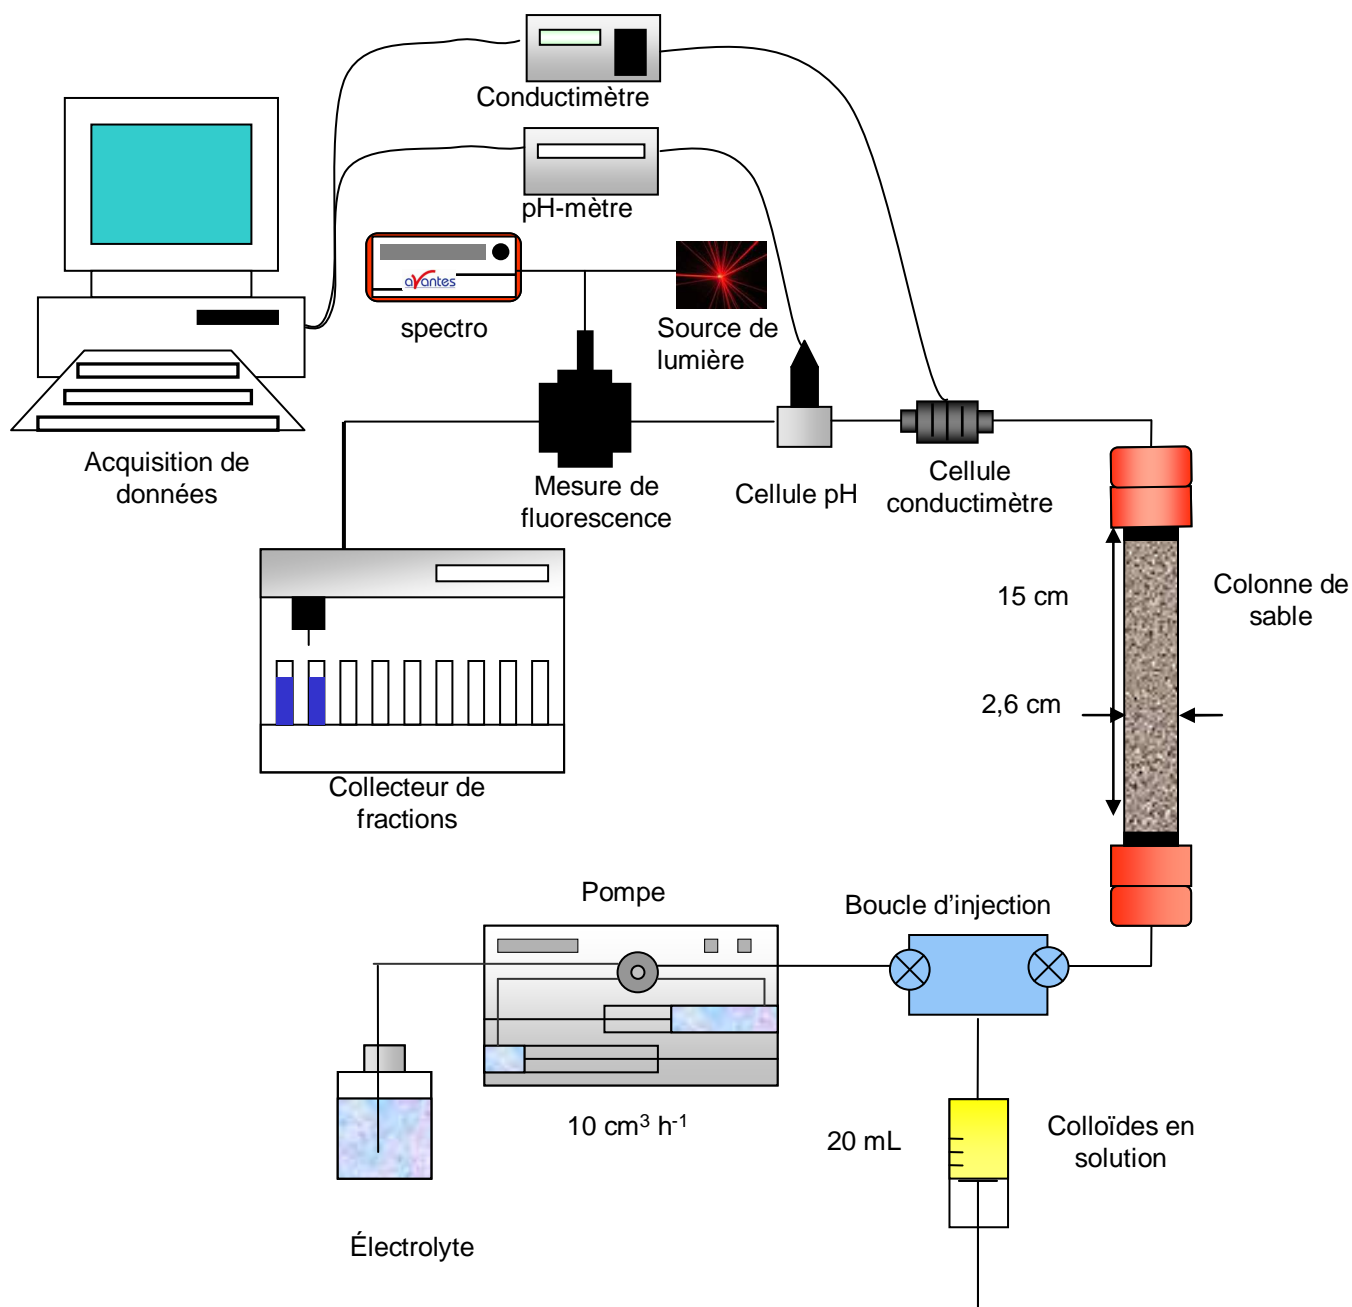 Conductimètre
pH-mètre
avantes
spectro
Source de
lumière
Acquisition de
données
Mesure de
fluorescence
Cellule pH
Cellule
conductimètre
15 cm
Colonne de
sable
2,6 cm
Collecteur de
fractions
Pompe
Boucle d’injection
10 cm³ h⁻¹
20 mL
Colloïdes en
solution
Électrolyte